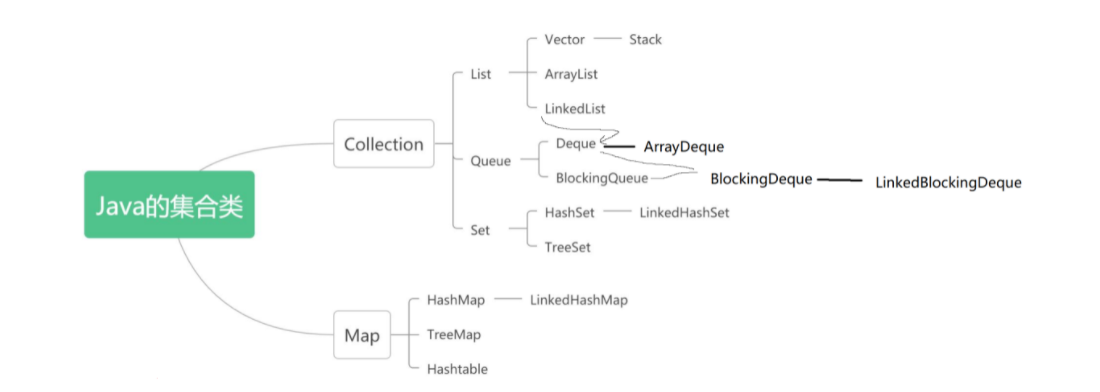 Vector
Stack
List
ArrayList
LinkedList
Collection
Deque
ArrayDeque
Queue
BlockingQueue
BlockingDeque
LinkedBlockingDeque
Java的集合类
HashSet
LinkedHashSet
Set
TreeSet
HashMap
LinkedHashMap
Map
TreeMap
Hashtable